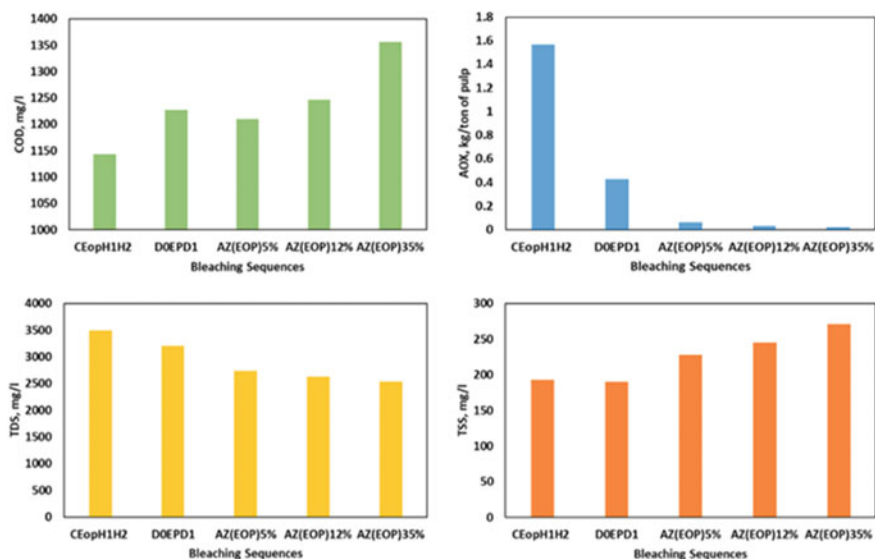 COD, mg/l
1400
1350
1300
1250
1200
1150
1100
1050
1000
CEopH1H2 D0EPD1 AZ(EOP)5% AZ(EOP)12% AZ(EOP)35%
Bleaching Sequences
AOX, kg/ton of pulp
1.8
1.6
1.4
1.2
1
0.8
0.6
0.4
0.2
0
CEopH1H2 D0EPD1 AZ(EOP)5% AZ(EOP)12% AZ(EOP)35%
Bleaching Sequences
TDS, mg/l
4000
3500
3000
2500
2000
1500
1000
500
0
CEopH1H2 D0EPD1 AZ(EOP)5% AZ(EOP)12% AZ(EOP)35%
Bleaching Sequences
TSS, mg/l
300
250
200
150
100
50
0
CEopH1H2 D0EPD1 AZ(EOP)5% AZ(EOP)12% AZ(EOP)35%
Bleaching Sequences